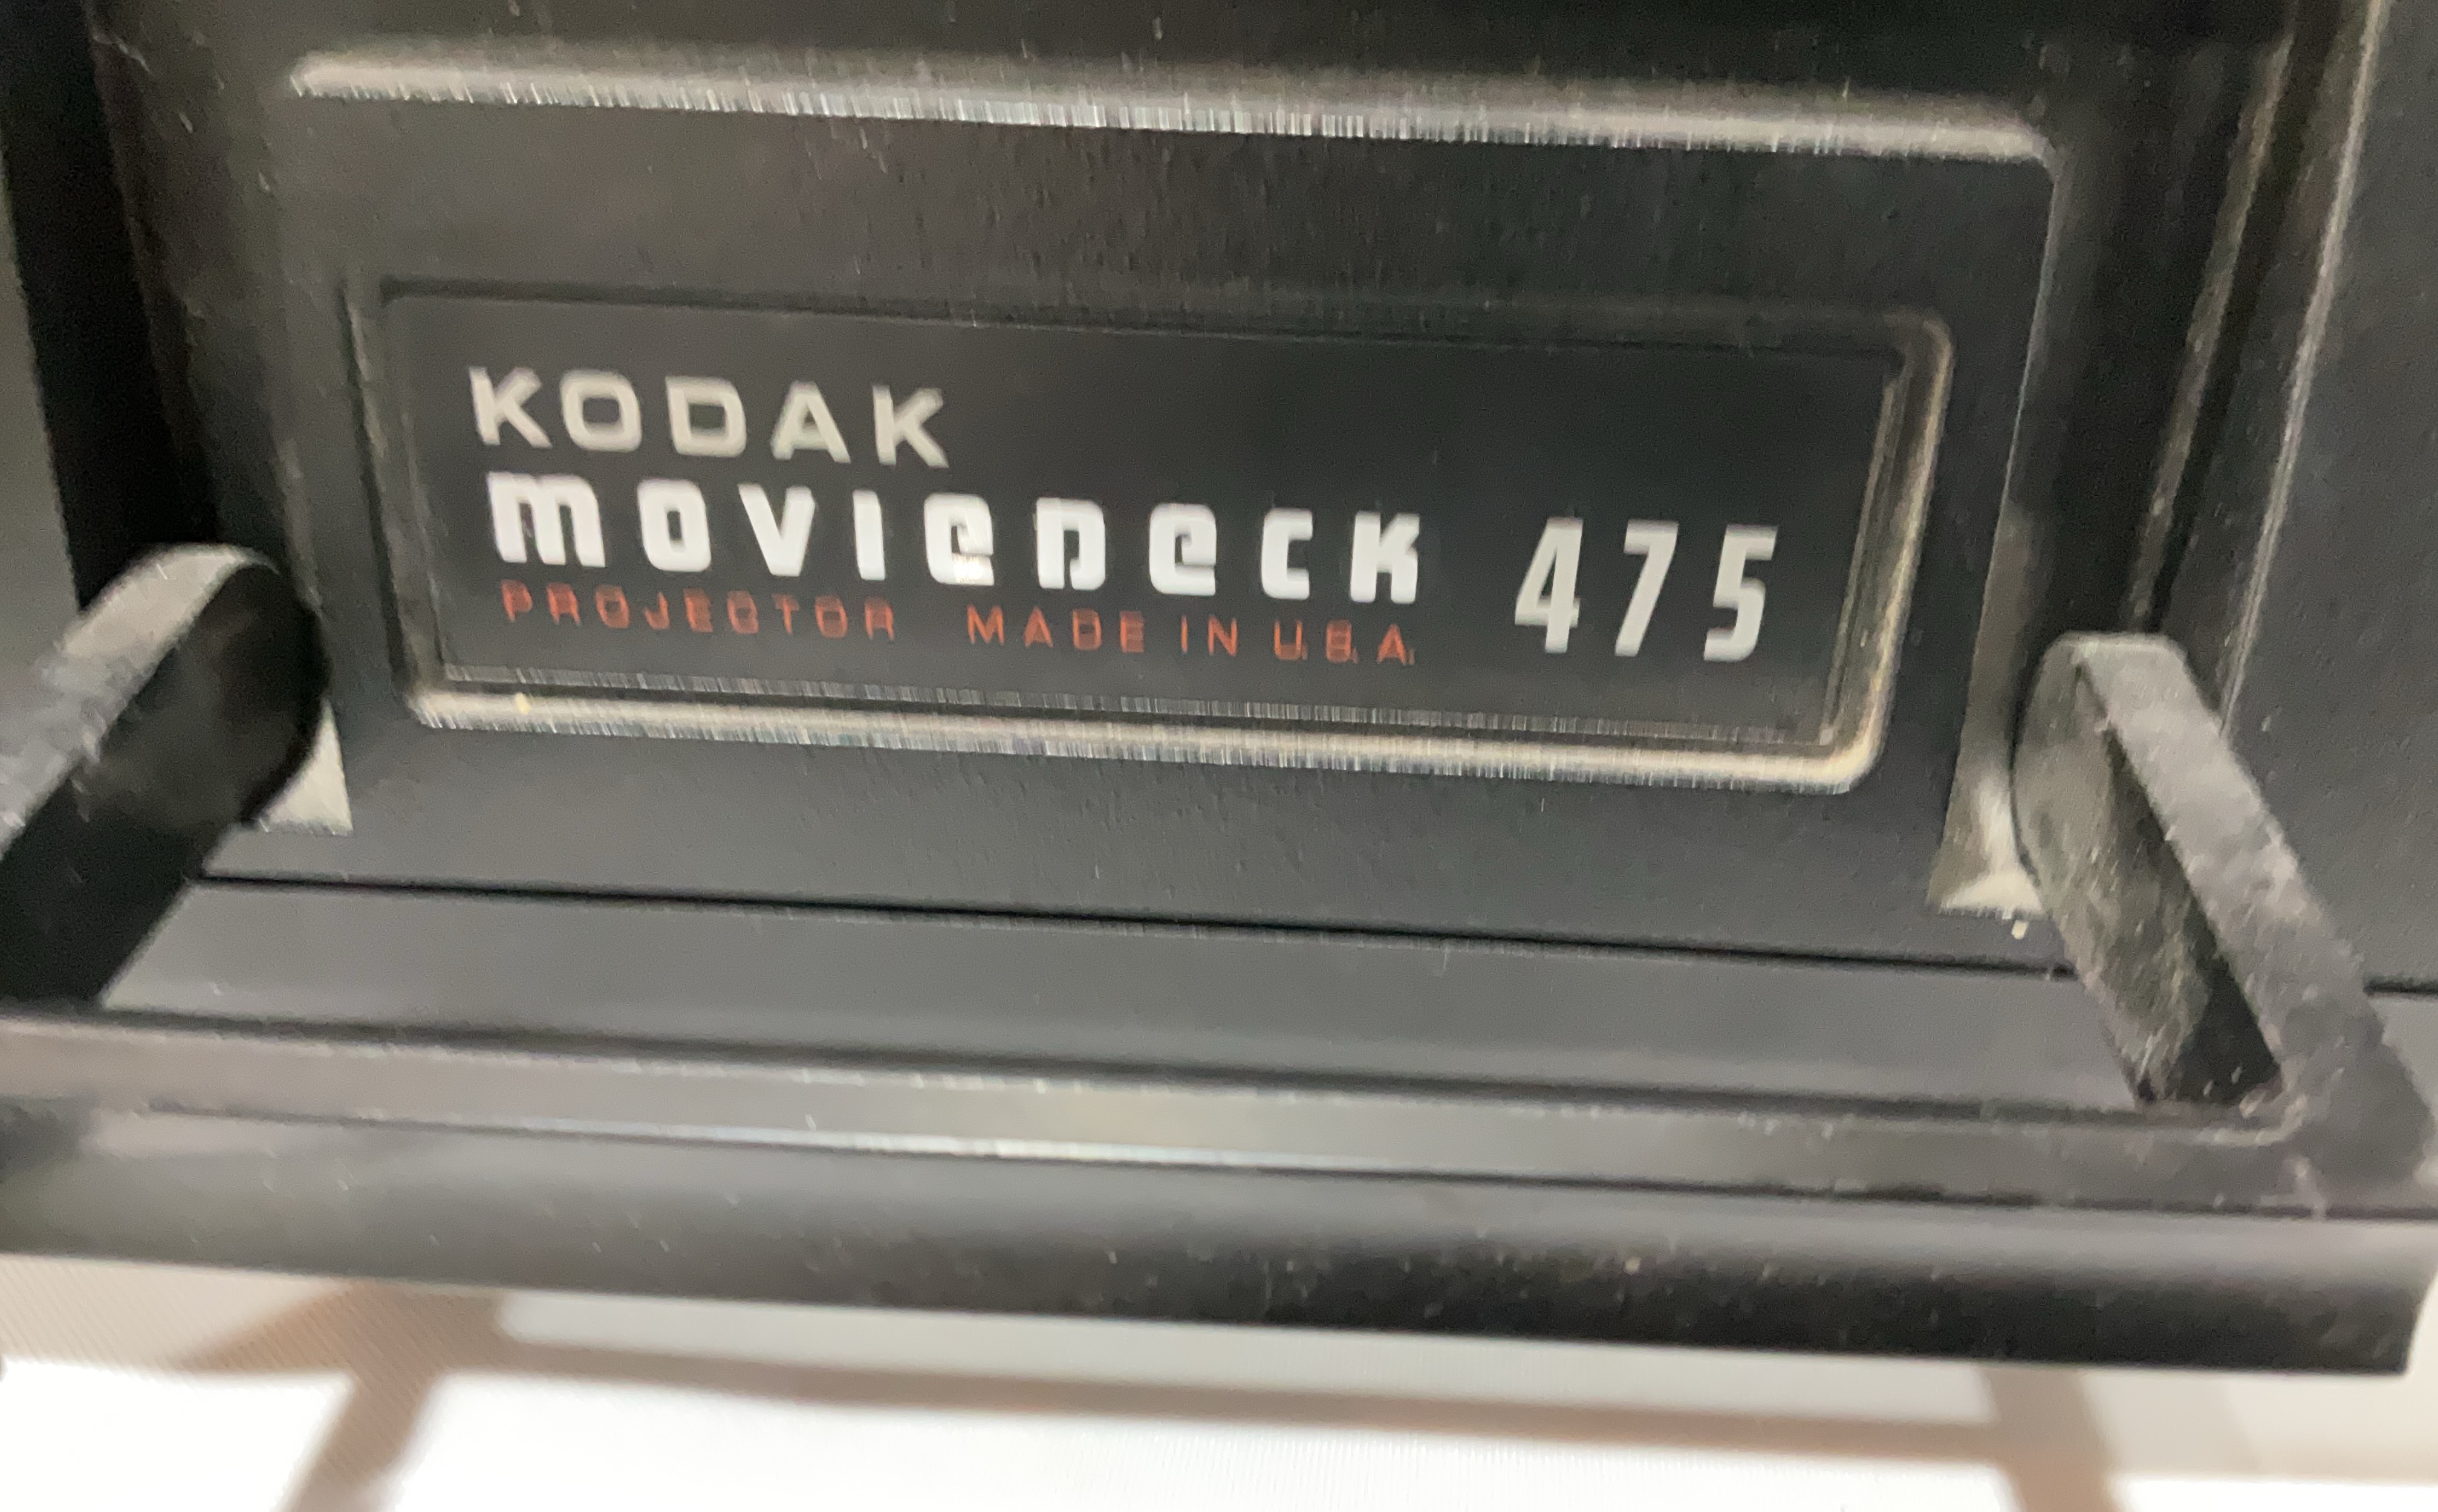 KODAK
MOVIEDECK 475
PROJECTOR MADE IN U.S.A.